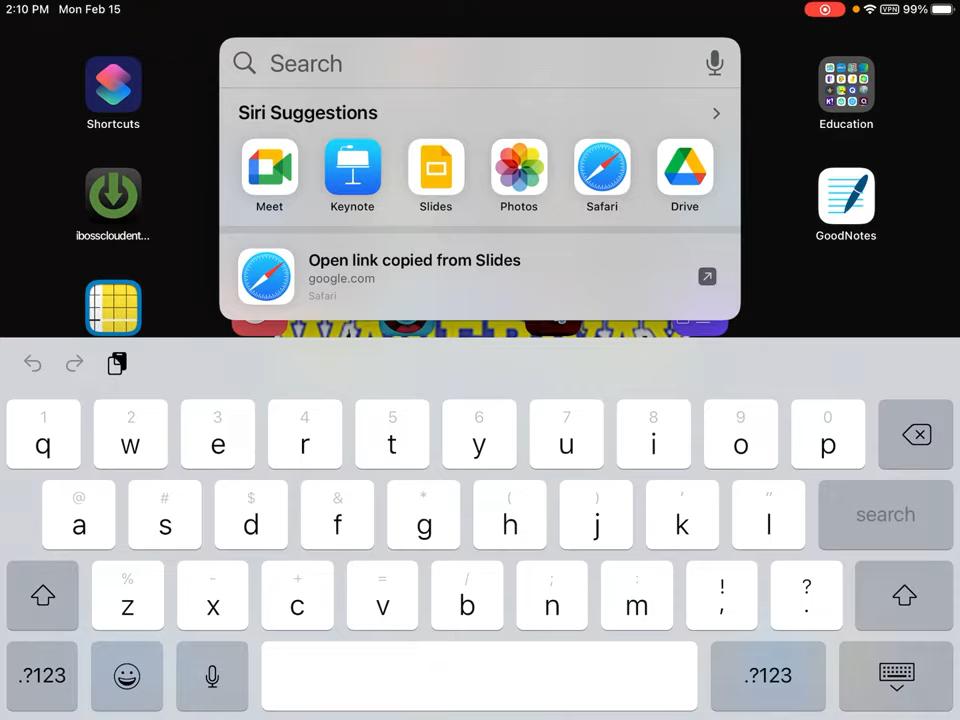 2:10 PM Mon Feb 15
VPN 99%
Search
Siri Suggestions
Meet Keynote Slides Photos Safari Drive
Open link copied from Slides
google.com
Safari
Shortcuts
Education
ibosscloudent...
GoodNotes
1 2 3 4 5 6 7 8 9 0
q w e r t y u i o p
@ # $ & * ( ) ' "
a s d f g h j k l search
% - + = / ; : ! ?
z x c v b n m , .
.?123 .?123